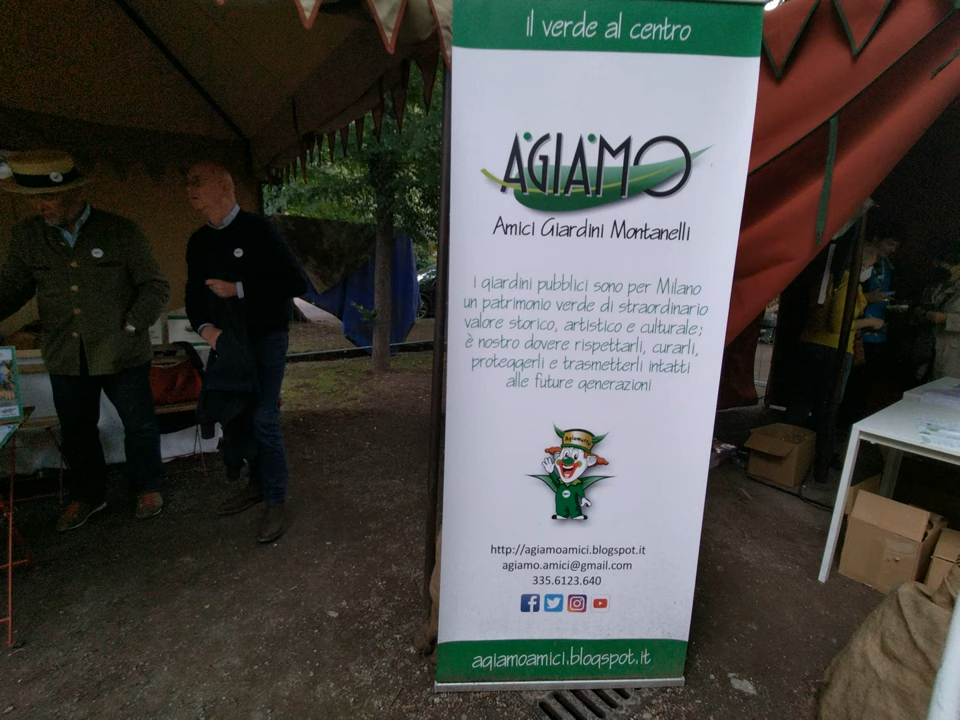 il verde al centro
AGIAMO
Amici Giardini Montanelli
i giardini pubblici sono per Milano
un patrimonio verde di straordinario
valore storico, artistico e culturale;
è nostro dovere rispettarli, curarli,
proteggerli e trasmetterli intatti
alle future generazioni
http://agiamoamici.blogspot.it
agiamo.amici@gmail.com
335.6123.640
agiamoamici.blogspot.it